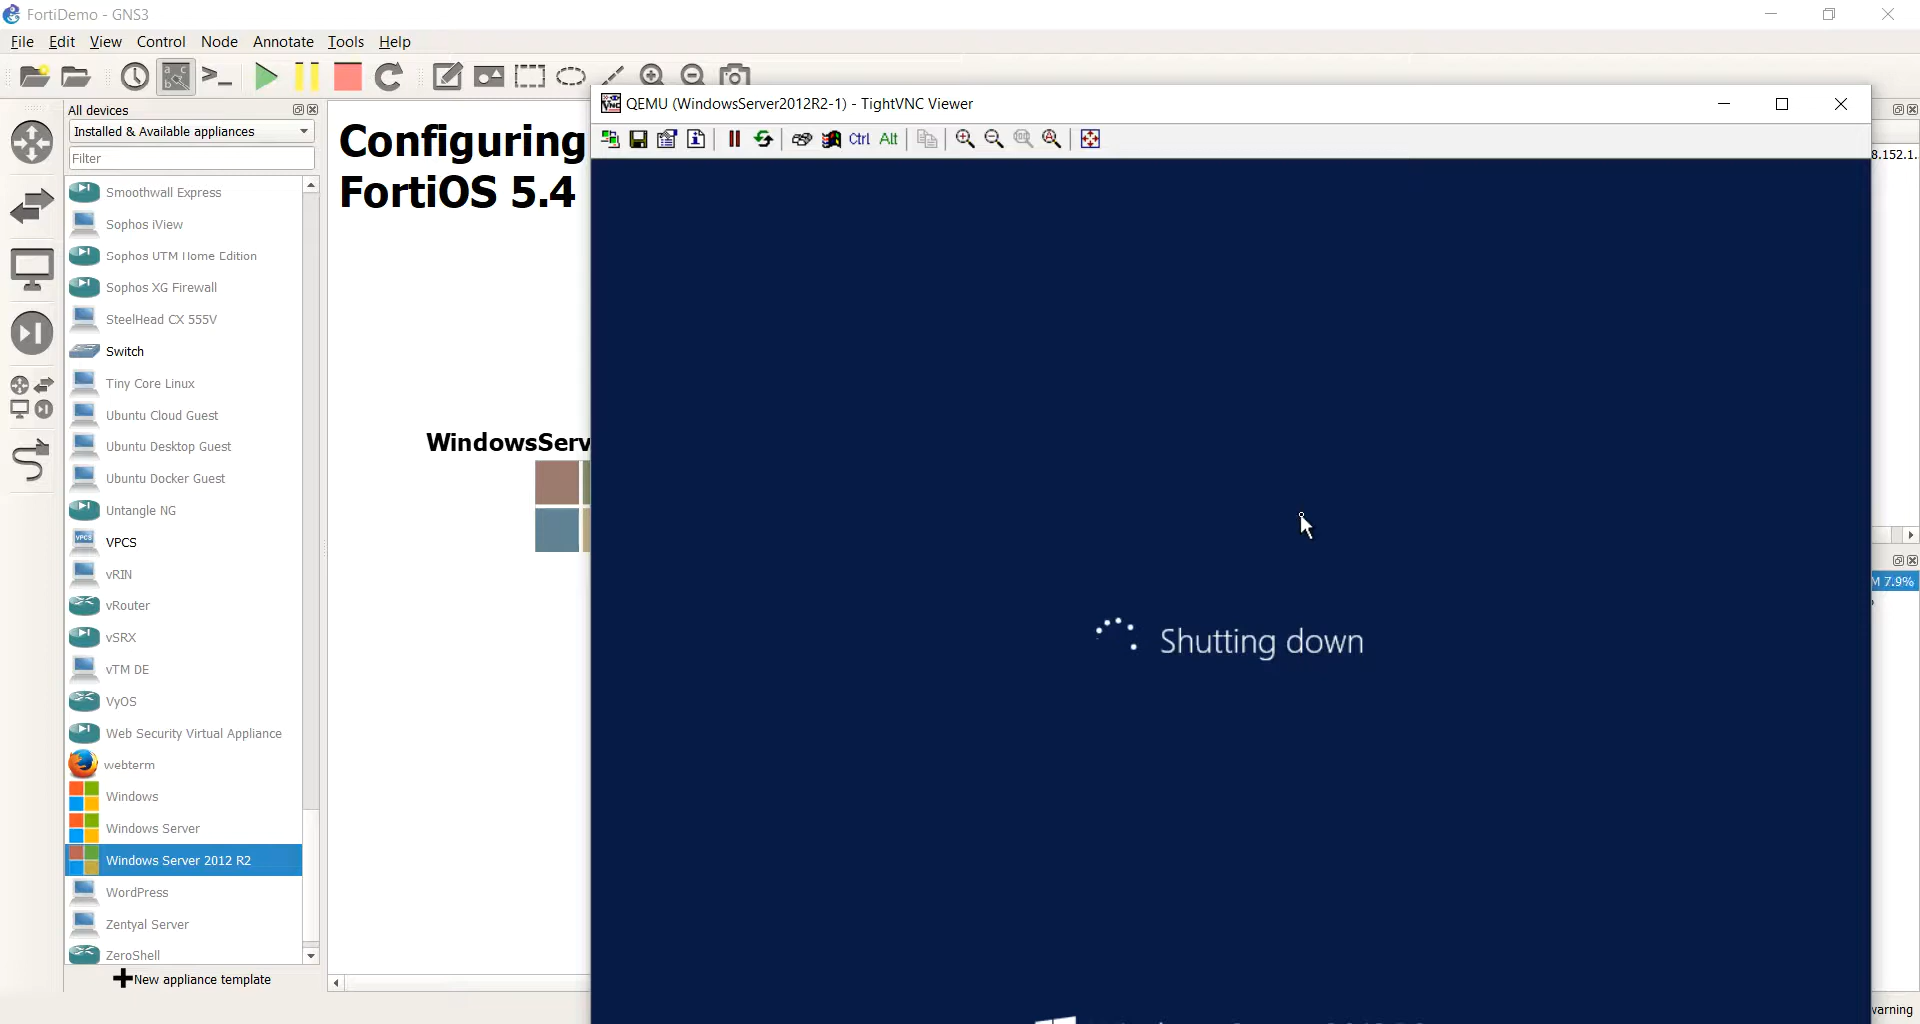 FortiDemo - GNS3
File Edit View Control Node Annotate Tools Help
All devices
Installed & Available appliances
Filter
Smoothwall Express
Sophos iView
Sophos UTM Home Edition
Sophos XG Firewall
SteelHead CX 555V
Switch
Tiny Core Linux
Ubuntu Cloud Guest
Ubuntu Desktop Guest
Ubuntu Docker Guest
Untangle NG
VPCS
vRIN
vRouter
vSRX
vTM DE
VyOS
Web Security Virtual Appliance
webterm
Windows
Windows Server
Windows Server 2012 R2
WordPress
Zentyal Server
ZeroShell
New appliance template
Configuring
FortiOS 5.4
WindowsServ
QEMU (WindowsServer2012R2-1) - TightVNC Viewer
Ctrl Alt
Shutting down
8.152.1.
M 7.9%
varning